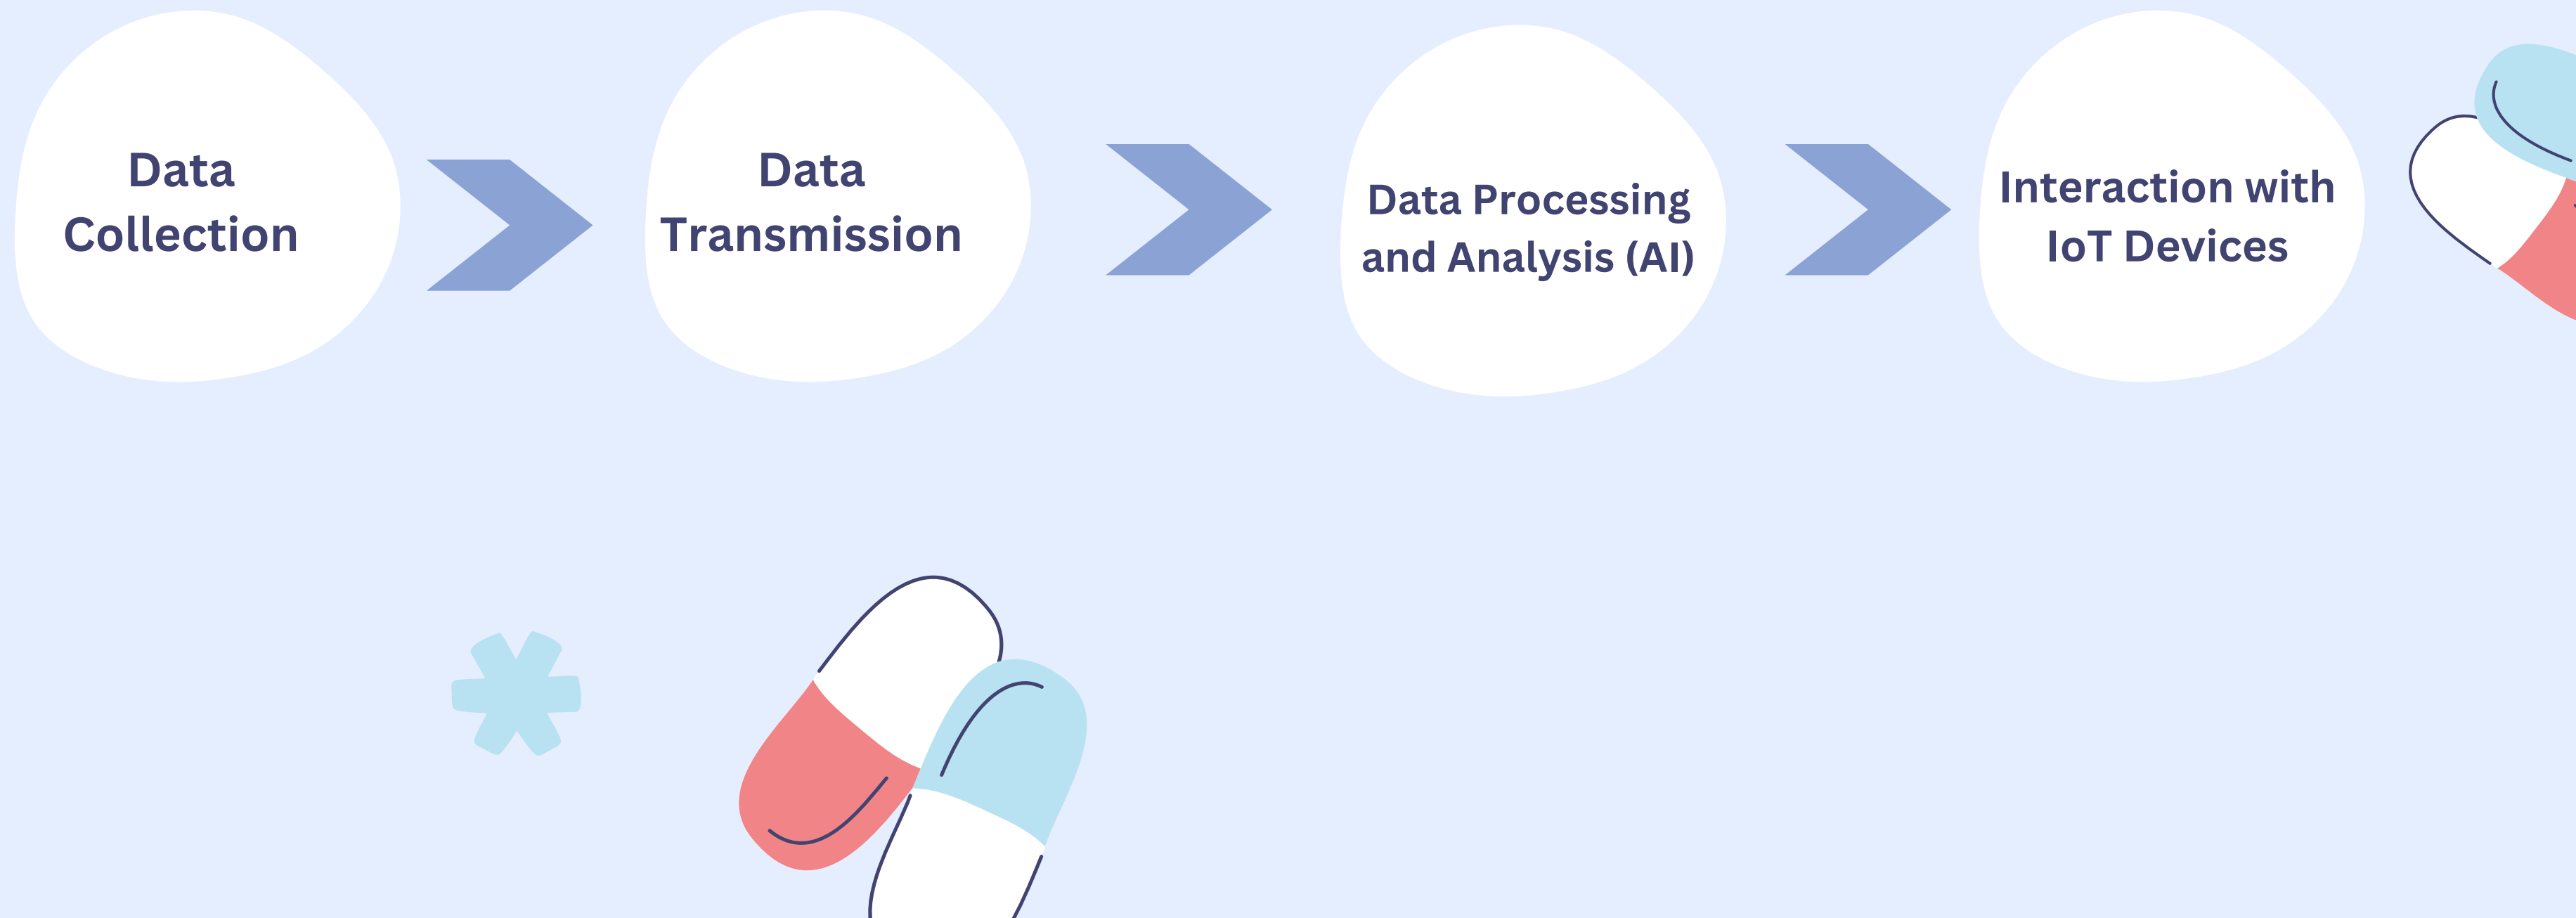 Data
Collection
Data
Transmission
Data Processing
and Analysis (AI)
Interaction with
IoT Devices